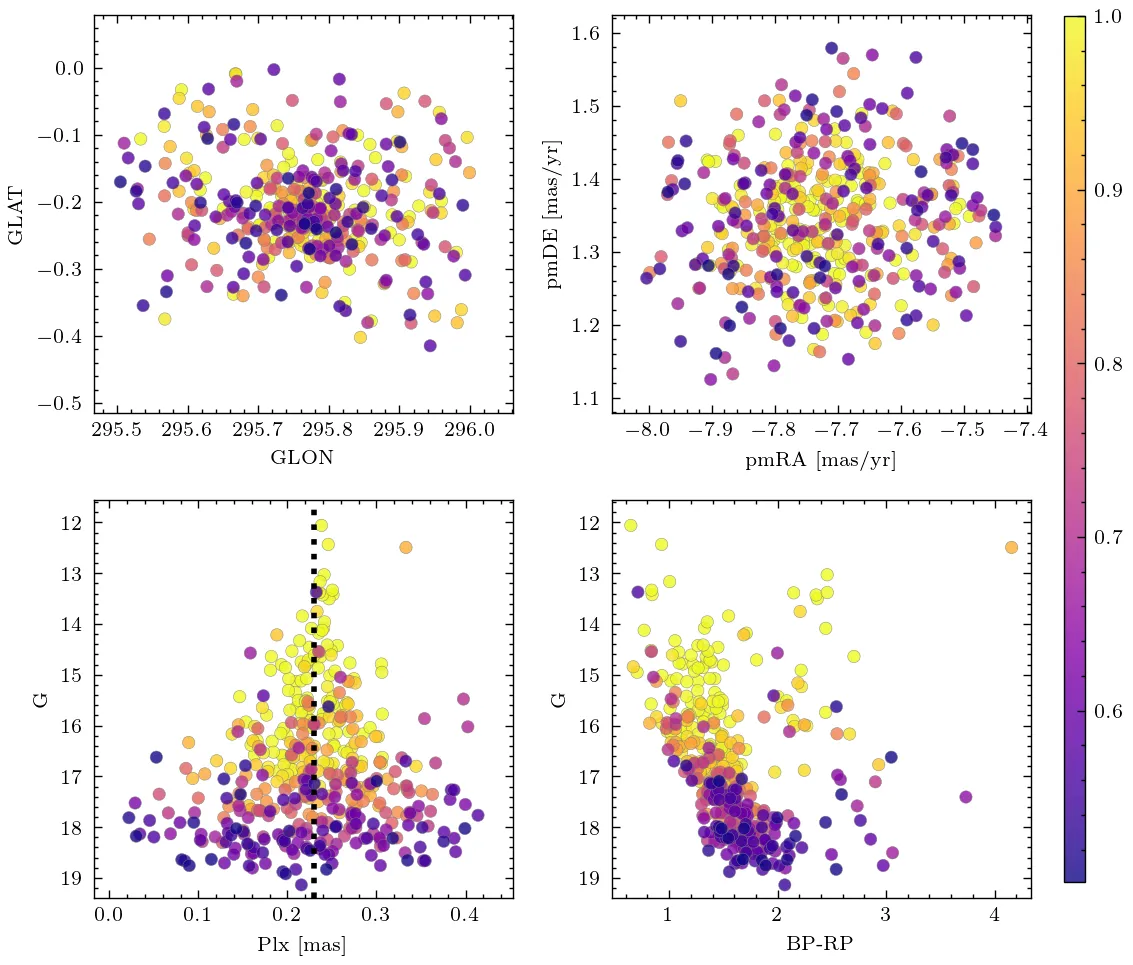 0.0
−0.1
−0.2
−0.3
−0.4
−0.5
GLAT
295.5 295.6 295.7 295.8 295.9 296.0
GLON
1.6
1.5
1.4
1.3
1.2
1.1
pmDE [mas/yr]
−8.0 −7.9 −7.8 −7.7 −7.6 −7.5 −7.4
pmRA [mas/yr]
1.0
0.9
0.8
0.7
0.6
12
13
14
15
16
17
18
19
G
0.0 0.1 0.2 0.3 0.4
Plx [mas]
12
13
14
15
16
17
18
19
G
1 2 3 4
BP-RP